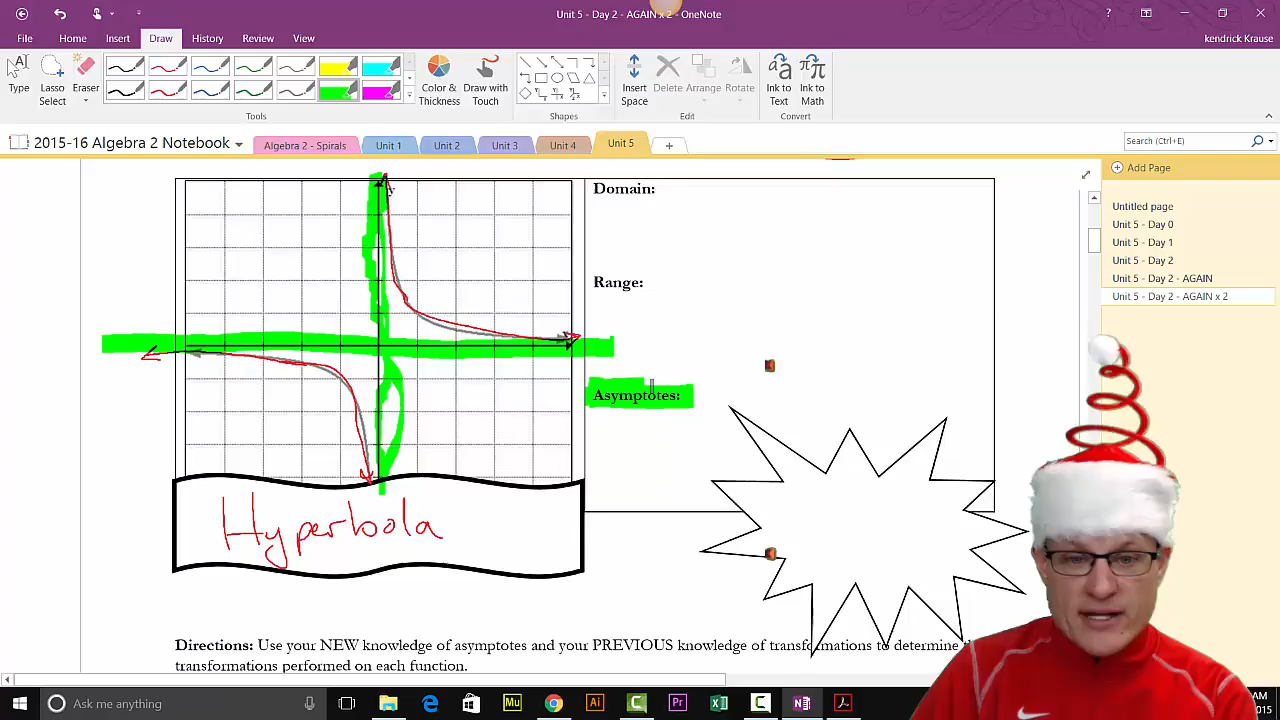 Unit 5 - Day 2 - AGAIN x 2 - OneNote
kendrick Krause
File Home Insert Draw History Review View
Type
Lasso Select
Eraser
Color & Thickness
Draw with Touch
Insert Space
Delete
Arrange
Rotate
Ink to Text
Ink to Math
Tools
Shapes
Edit
Convert
2015-16 Algebra 2 Notebook
Algebra 2 - Spirals
Unit 1
Unit 2
Unit 3
Unit 4
Unit 5
Search (Ctrl+E)
Add Page
Untitled page
Unit 5 - Day 0
Unit 5 - Day 1
Unit 5 - Day 2
Unit 5 - Day 2 - AGAIN
Unit 5 - Day 2 - AGAIN x 2
y
Domain:
Range:
Asymptotes:
Hyperbola
Directions: Use your NEW knowledge of asymptotes and your PREVIOUS knowledge of transformations to determine
transformations performed on each function.
Ask me anything
Mu
Ai
Pr
AM
2015